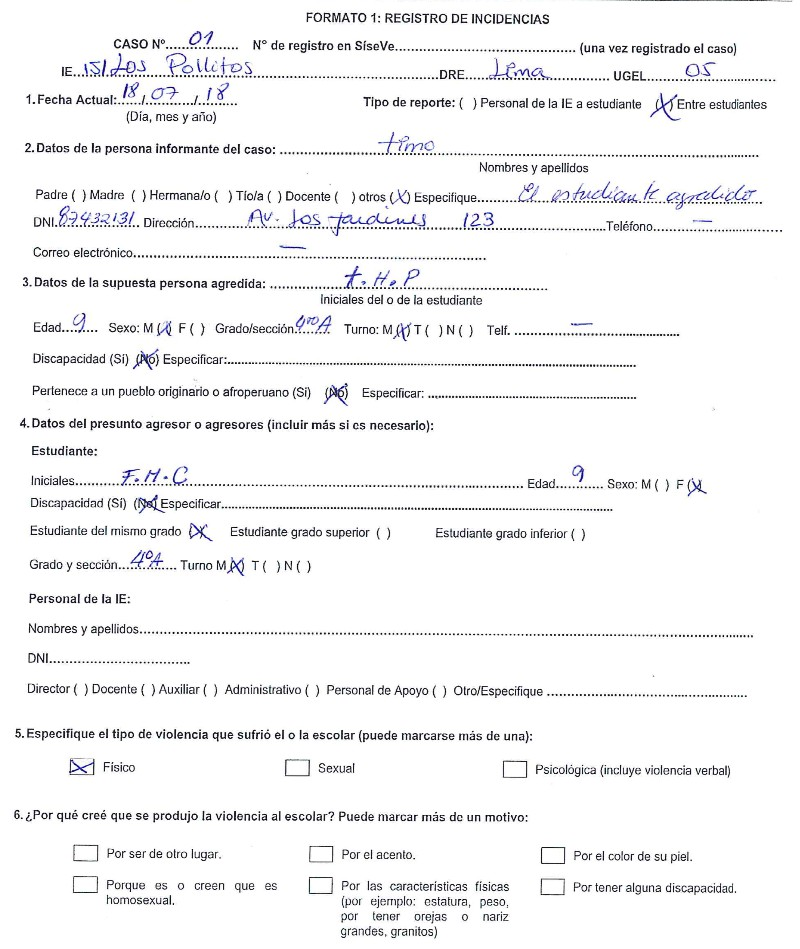 FORMATO 1: REGISTRO DE INCIDENCIAS
CASO Nº......01............ Nº de registro en SíseVe........................................ (una vez registrado el caso)
IE...151 Los Pollitos................DRE......Lima.......... UGEL......05..........
1. Fecha Actual: 18 / 07 / 18 Tipo de reporte: ( ) Personal de la IE a estudiante (X) Entre estudiantes
(Día, mes y año)
2. Datos de la persona informante del caso: ................timo................
Nombres y apellidos
Padre ( ) Madre ( ) Hermana/o ( ) Tío/a ( ) Docente ( ) otros (X) Especifique........El estudiante agredido
DNI.87432131. Dirección..........Av. Los Jardines 123..........Teléfono.....—.....
Correo electrónico..........—..........
3. Datos de la supuesta persona agredida: ..........t.H.P..........
Iniciales del o de la estudiante
Edad...9... Sexo: M (X) F ( ) Grado/sección 4toA Turno: M (X) T ( ) N ( ) Telf. ........—........
Discapacidad (Si) (No) Especificar:................................
Pertenece a un pueblo originario o afroperuano (Si) (No) Especificar: ................................
4. Datos del presunto agresor o agresores (incluir más si es necesario):
Estudiante:
Iniciales..........F.M.C..........Edad...9... Sexo: M ( ) F (X)
Discapacidad (Sí) (No) Especificar................................
Estudiante del mismo grado (X) Estudiante grado superior ( ) Estudiante grado inferior ( )
Grado y sección...4ºA... Turno M (X) T ( ) N ( )
Personal de la IE:
Nombres y apellidos................................
DNI................................
Director ( ) Docente ( ) Auxiliar ( ) Administrativo ( ) Personal de Apoyo ( ) Otro/Especifique ................................
5. Especifique el tipo de violencia que sufrió el o la escolar (puede marcarse más de una):
Físico Sexual Psicológica (incluye violencia verbal)
6. ¿Por qué creé que se produjo la violencia al escolar? Puede marcar más de un motivo:
Por ser de otro lugar. Por el acento. Por el color de su piel.
Porque es o creen que es homosexual. Por las características físicas (por ejemplo: estatura, peso, por tener orejas o nariz grandes, granitos) Por tener alguna discapacidad.